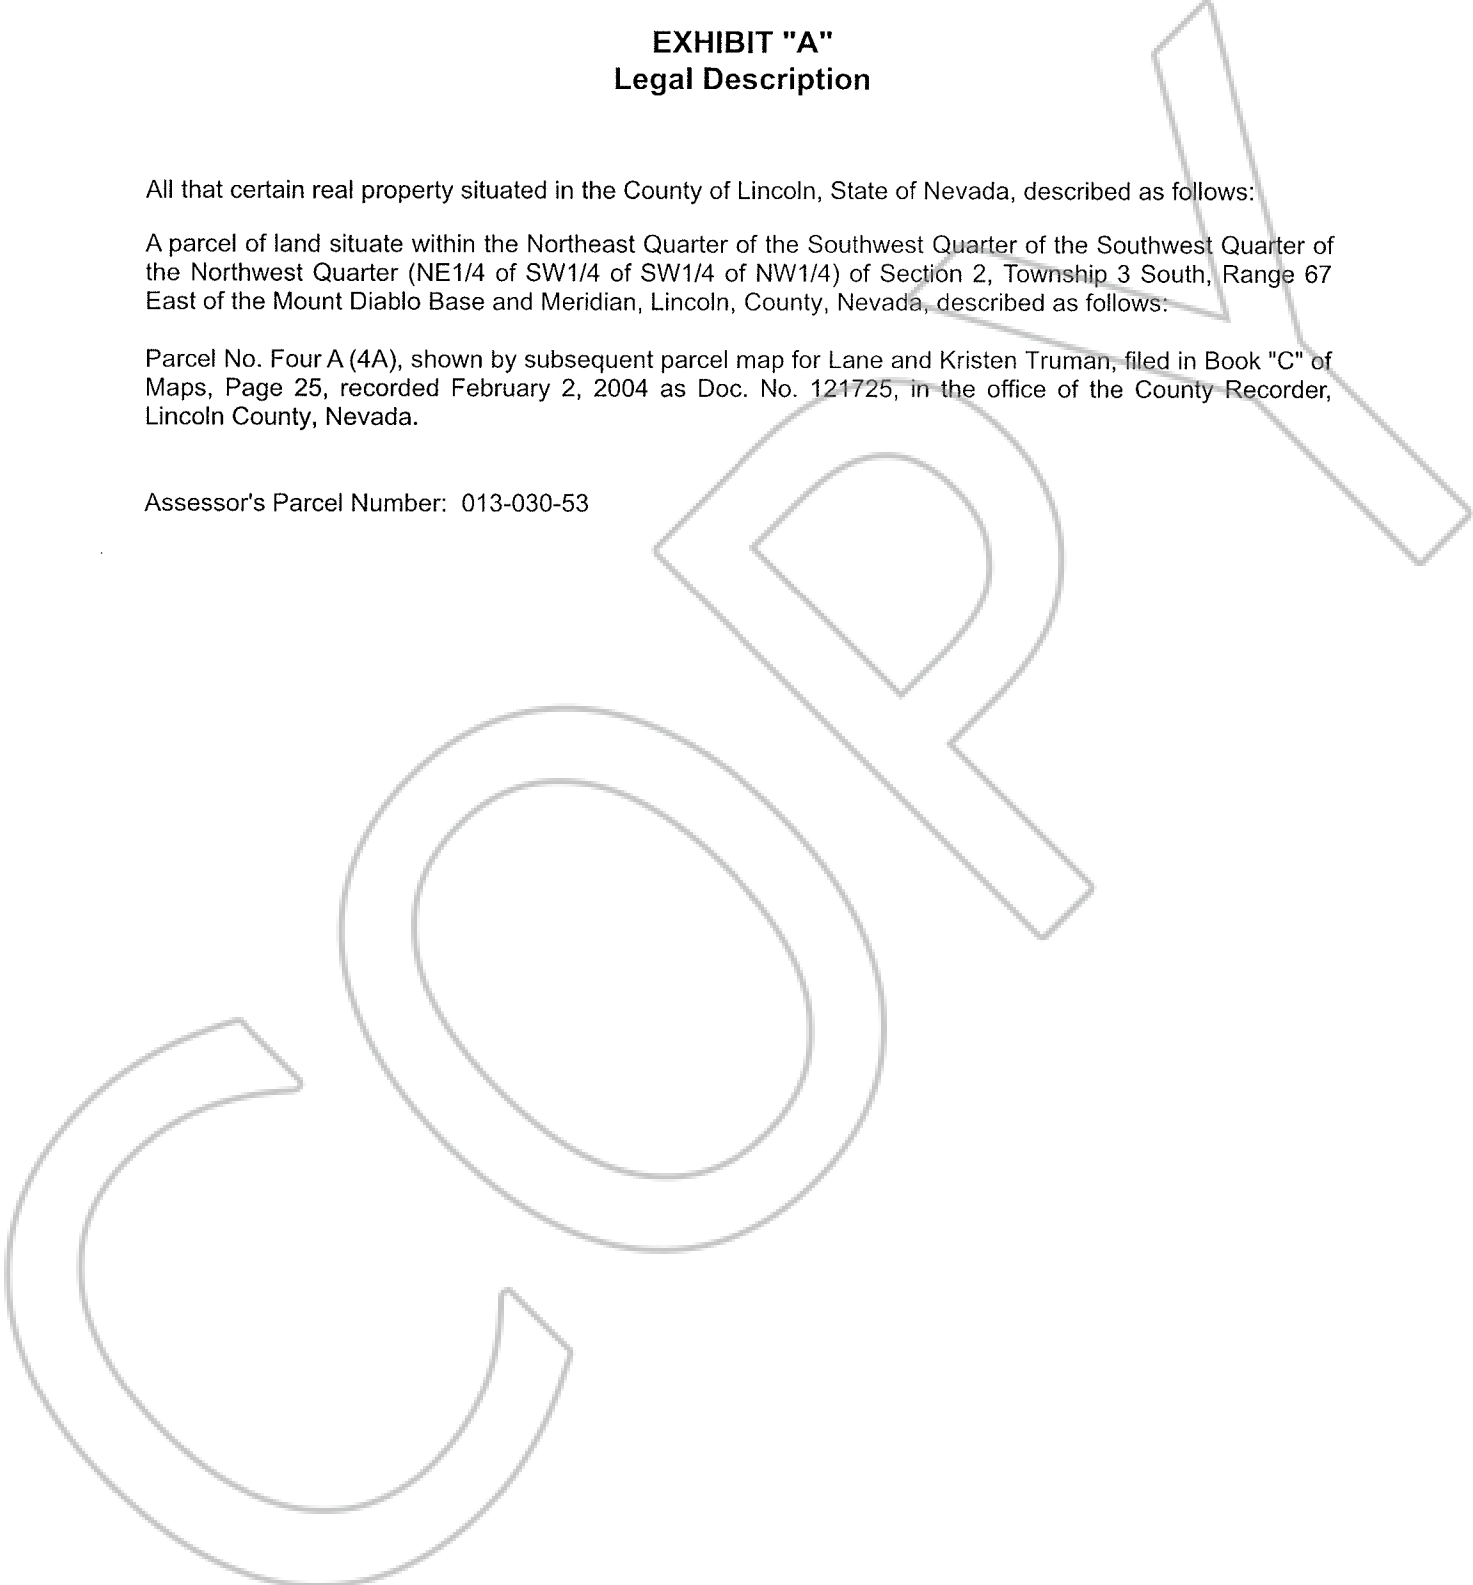 EXHIBIT "A"
Legal Description
All that certain real property situated in the County of Lincoln, State of Nevada, described as follows:
A parcel of land situate within the Northeast Quarter of the Southwest Quarter of the Southwest Quarter of
the Northwest Quarter (NE1/4 of SW1/4 of SW1/4 of NW1/4) of Section 2, Township 3 South, Range 67
East of the Mount Diablo Base and Meridian, Lincoln, County, Nevada, described as follows:
Parcel No. Four A (4A), shown by subsequent parcel map for Lane and Kristen Truman, filed in Book "C" of
Maps, Page 25, recorded February 2, 2004 as Doc. No. 121725, in the office of the County Recorder,
Lincoln County, Nevada.
Assessor's Parcel Number: 013-030-53
COPY